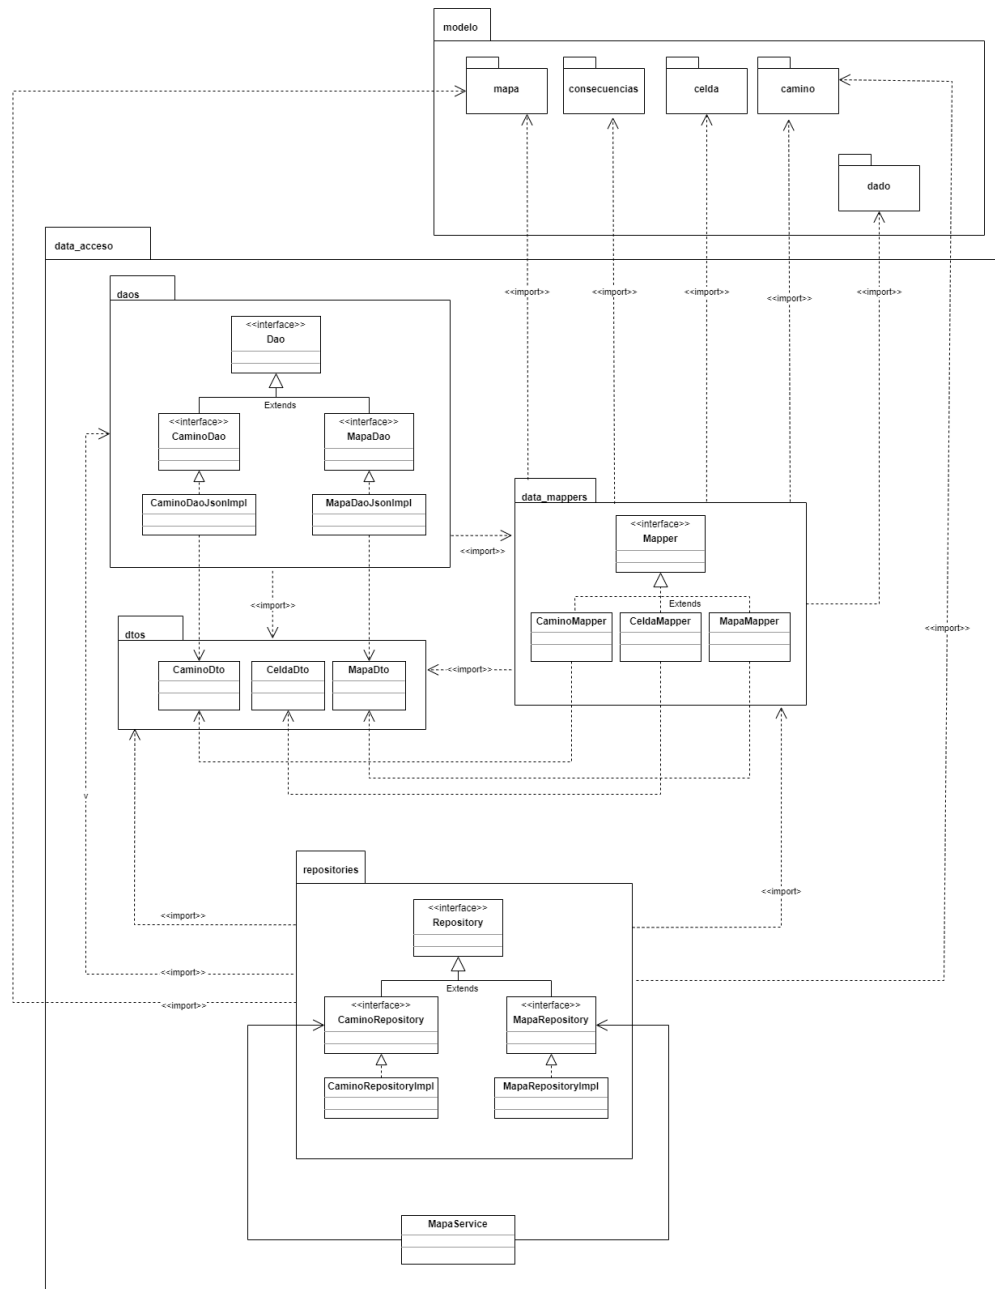 modelo
mapa
consecuencias
celda
camino
dado
data_acceso
<<import>>
<<import>>
<<import>>
<<import>>
<<import>>
daos
<<interface>>
Dao
Extends
<<interface>>
CaminoDao
<<interface>>
MapaDao
CaminoDaoJsonImpl
MapaDaoJsonImpl
<<import>>
data_mappers
<<interface>>
Mapper
Extends
CaminoMapper
CeldaMapper
MapaMapper
<<import>>
<<import>>
dtos
CaminoDto
CeldaDto
MapaDto
<<import>>
v
repositories
<<interface>>
Repository
Extends
<<import>>
<<import>>
<<import>>
<<import>
<<interface>>
CaminoRepository
<<interface>>
MapaRepository
CaminoRepositoryImpl
MapaRepositoryImpl
MapaService